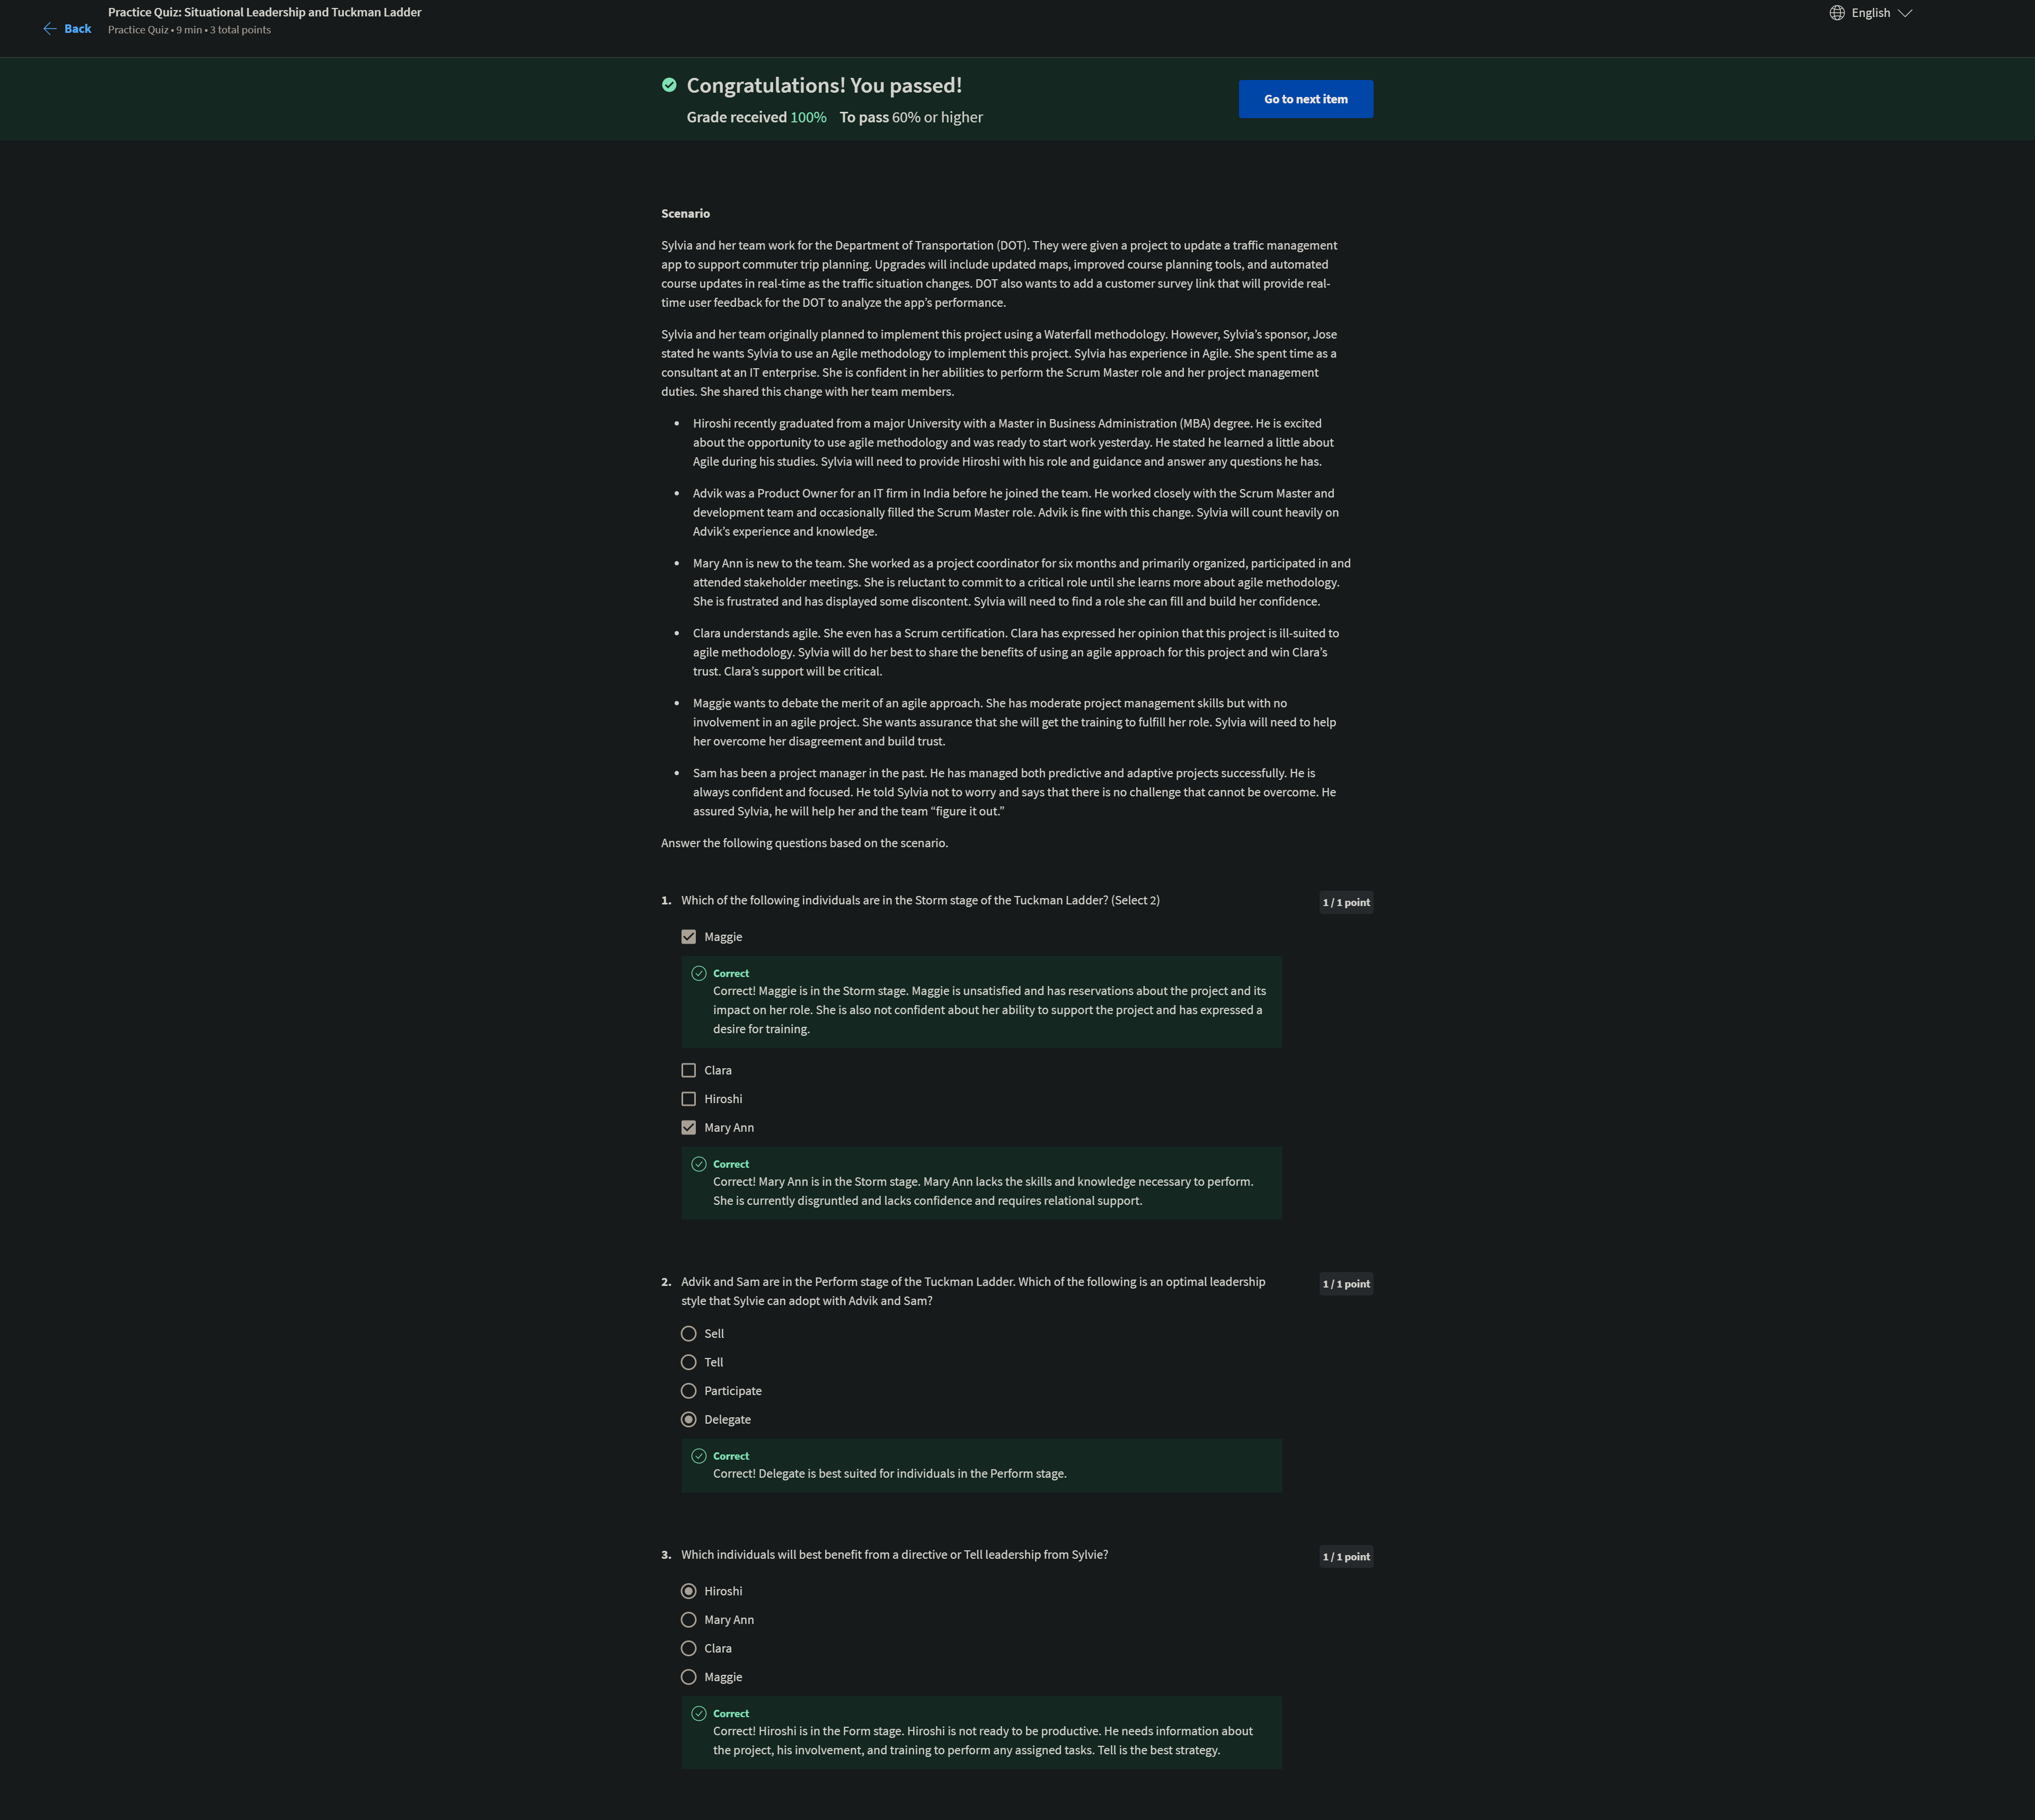 Back
Practice Quiz: Situational Leadership and Tuckman Ladder
Practice Quiz • 9 min • 3 total points
English
Congratulations! You passed!
Grade received 100% To pass 60% or higher
Go to next item
Scenario
Sylvia and her team work for the Department of Transportation (DOT). They were given a project to update a traffic management
app to support commuter trip planning. Upgrades will include updated maps, improved course planning tools, and automated
course updates in real-time as the traffic situation changes. DOT also wants to add a customer survey link that will provide real-
time user feedback for the DOT to analyze the app’s performance.
Sylvia and her team originally planned to implement this project using a Waterfall methodology. However, Sylvia’s sponsor, Jose
stated he wants Sylvia to use an Agile methodology to implement this project. Sylvia has experience in Agile. She spent time as a
consultant at an IT enterprise. She is confident in her abilities to perform the Scrum Master role and her project management
duties. She shared this change with her team members.
• Hiroshi recently graduated from a major University with a Master in Business Administration (MBA) degree. He is excited
about the opportunity to use agile methodology and was ready to start work yesterday. He stated he learned a little about
Agile during his studies. Sylvia will need to provide Hiroshi with his role and guidance and answer any questions he has.
• Advik was a Product Owner for an IT firm in India before he joined the team. He worked closely with the Scrum Master and
development team and occasionally filled the Scrum Master role. Advik is fine with this change. Sylvia will count heavily on
Advik’s experience and knowledge.
• Mary Ann is new to the team. She worked as a project coordinator for six months and primarily organized, participated in and
attended stakeholder meetings. She is reluctant to commit to a critical role until she learns more about agile methodology.
She is frustrated and has displayed some discontent. Sylvia will need to find a role she can fill and build her confidence.
• Clara understands agile. She even has a Scrum certification. Clara has expressed her opinion that this project is ill-suited to
agile methodology. Sylvia will do her best to share the benefits of using an agile approach for this project and win Clara’s
trust. Clara’s support will be critical.
• Maggie wants to debate the merit of an agile approach. She has moderate project management skills but with no
involvement in an agile project. She wants assurance that she will get the training to fulfill her role. Sylvia will need to help
her overcome her disagreement and build trust.
• Sam has been a project manager in the past. He has managed both predictive and adaptive projects successfully. He is
always confident and focused. He told Sylvia not to worry and says that there is no challenge that cannot be overcome. He
assured Sylvia, he will help her and the team “figure it out.”
Answer the following questions based on the scenario.
1. Which of the following individuals are in the Storm stage of the Tuckman Ladder? (Select 2)
1 / 1 point
Maggie
Correct
Correct! Maggie is in the Storm stage. Maggie is unsatisfied and has reservations about the project and its
impact on her role. She is also not confident about her ability to support the project and has expressed a
desire for training.
Clara
Hiroshi
Mary Ann
Correct
Correct! Mary Ann is in the Storm stage. Mary Ann lacks the skills and knowledge necessary to perform.
She is currently disgruntled and lacks confidence and requires relational support.
2. Advik and Sam are in the Perform stage of the Tuckman Ladder. Which of the following is an optimal leadership
style that Sylvie can adopt with Advik and Sam?
1 / 1 point
Sell
Tell
Participate
Delegate
Correct
Correct! Delegate is best suited for individuals in the Perform stage.
3. Which individuals will best benefit from a directive or Tell leadership from Sylvie?
1 / 1 point
Hiroshi
Mary Ann
Clara
Maggie
Correct
Correct! Hiroshi is in the Form stage. Hiroshi is not ready to be productive. He needs information about
the project, his involvement, and training to perform any assigned tasks. Tell is the best strategy.